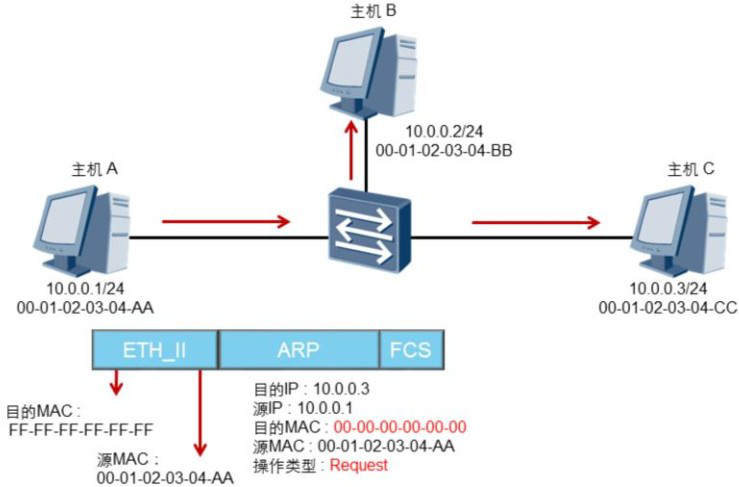 主机 B
10.0.0.2/24
00-01-02-03-04-BB
主机 A
主机 C
10.0.0.1/24
00-01-02-03-04-AA
10.0.0.3/24
00-01-02-03-04-CC
ETH_II ARP FCS
目的MAC :
FF-FF-FF-FF-FF-FF
源MAC :
00-01-02-03-04-AA
目的IP : 10.0.0.3
源IP : 10.0.0.1
目的MAC : 00-00-00-00-00-00
源MAC : 00-01-02-03-04-AA
操作类型 : Request